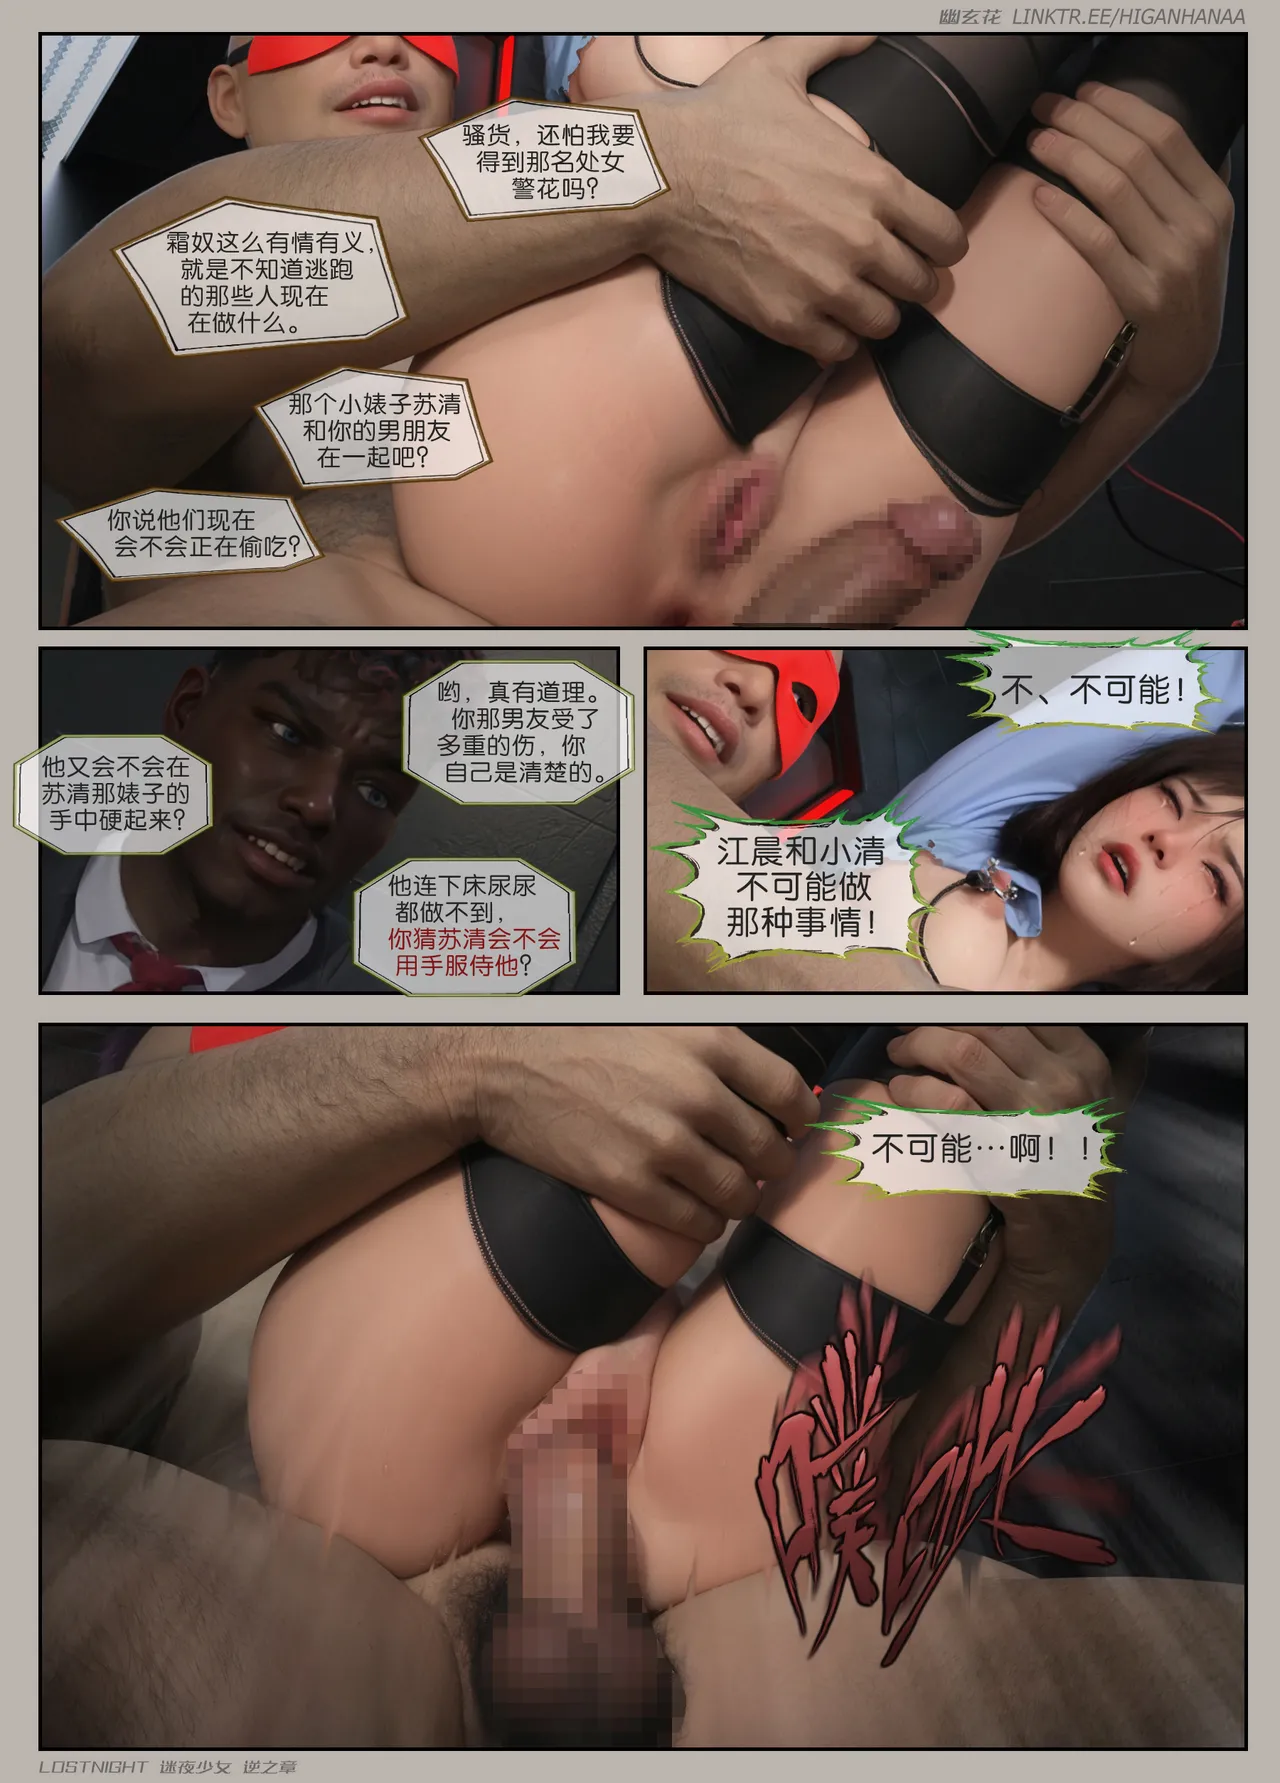 幽玄花 LINKTR.EE/HIGANHANAA
骚货，还怕我要
得到那名处女
警花吗？
霜奴这么有情有义，
就是不知道逃跑
的那些人现在
在做什么。
那个小婊子苏清
和你的男朋友
在一起吧？
你说他们现在
会不会正在偷吃？
哟，真有道理。
你那男友受了
多重的伤，你
自己是清楚的。
他又会不会在
苏清那婊子的
手中硬起来？
他连下床尿尿
都做不到，
你猜苏清会不会
用手服侍他？
不、不可能！
江晨和小清
不可能做
那种事情！
不可能…啊！！
噗呲
LOSTNIGHT 迷夜少女 逆之章